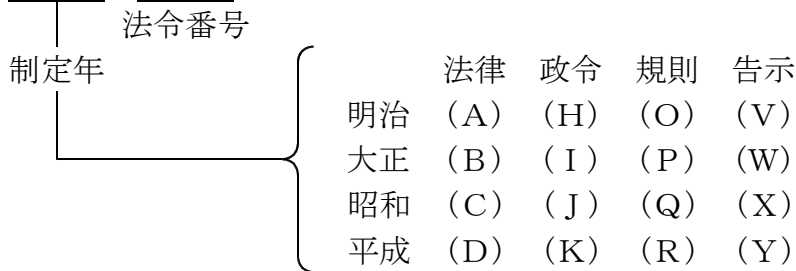 法令番号
制定年
法律 政令 規則 告示
明治 （A） （H） （O） （V）
大正 （B） （I） （P） （W）
昭和 （C） （J） （Q） （X）
平成 （D） （K） （R） （Y）